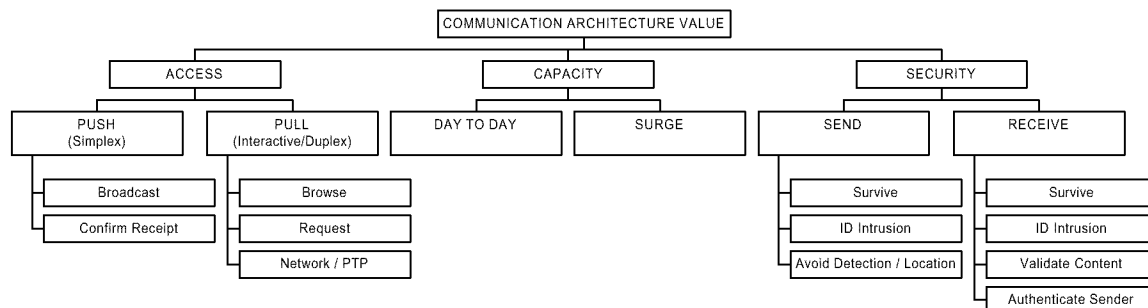 COMMUNICATION ARCHITECTURE VALUE
ACCESS
CAPACITY
SECURITY
PUSH
(Simplex)
PULL
(Interactive/Duplex)
DAY TO DAY
SURGE
SEND
RECEIVE
Broadcast
Confirm Receipt
Browse
Request
Network / PTP
Survive
ID Intrusion
Avoid Detection / Location
Survive
ID Intrusion
Validate Content
Authenticate Sender